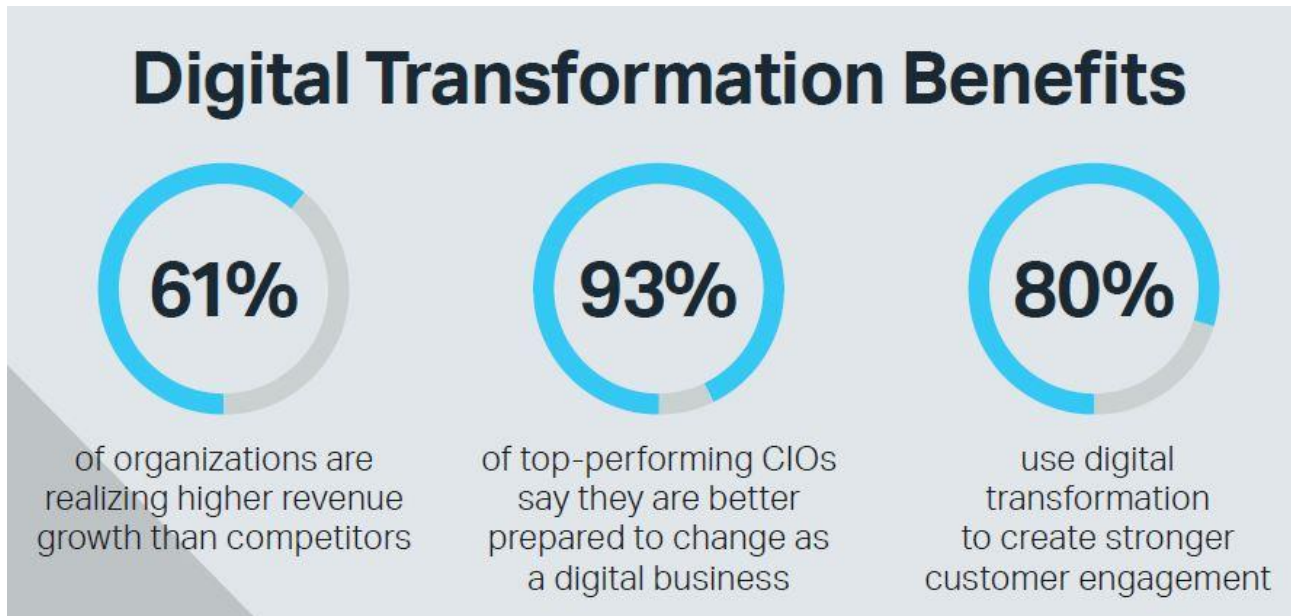 Digital Transformation Benefits
61%
of organizations are
realizing higher revenue
growth than competitors
93%
of top-performing CIOs
say they are better
prepared to change as
a digital business
80%
use digital
transformation
to create stronger
customer engagement